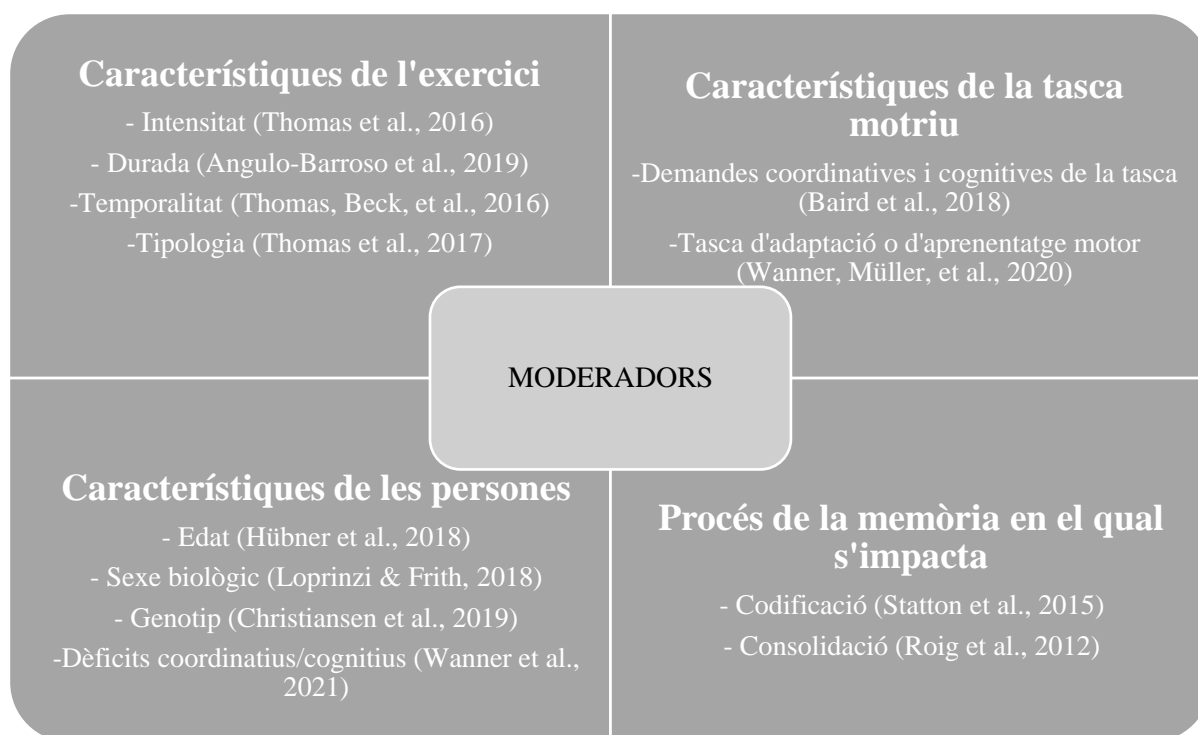 Característiques de l'exercici
- Intensitat (Thomas et al., 2016)
- Durada (Angulo-Barroso et al., 2019)
-Temporalitat (Thomas, Beck, et al., 2016)
-Tipologia (Thomas et al., 2017)
Característiques de la tasca
motriu
-Demandes coordinatives i cognitives de la tasca
(Baird et al., 2018)
-Tasca d'adaptació o d'aprenentatge motor
(Wanner, Müller, et al., 2020)
MODERADORS
Característiques de les persones
- Edat (Hübner et al., 2018)
- Sexe biològic (Loprinzi & Frith, 2018)
- Genotip (Christiansen et al., 2019)
-Dèficits coordinatius/cognitius (Wanner et al.,
2021)
Procés de la memòria en el qual
s'impacta
- Codificació (Statton et al., 2015)
- Consolidació (Roig et al., 2012)